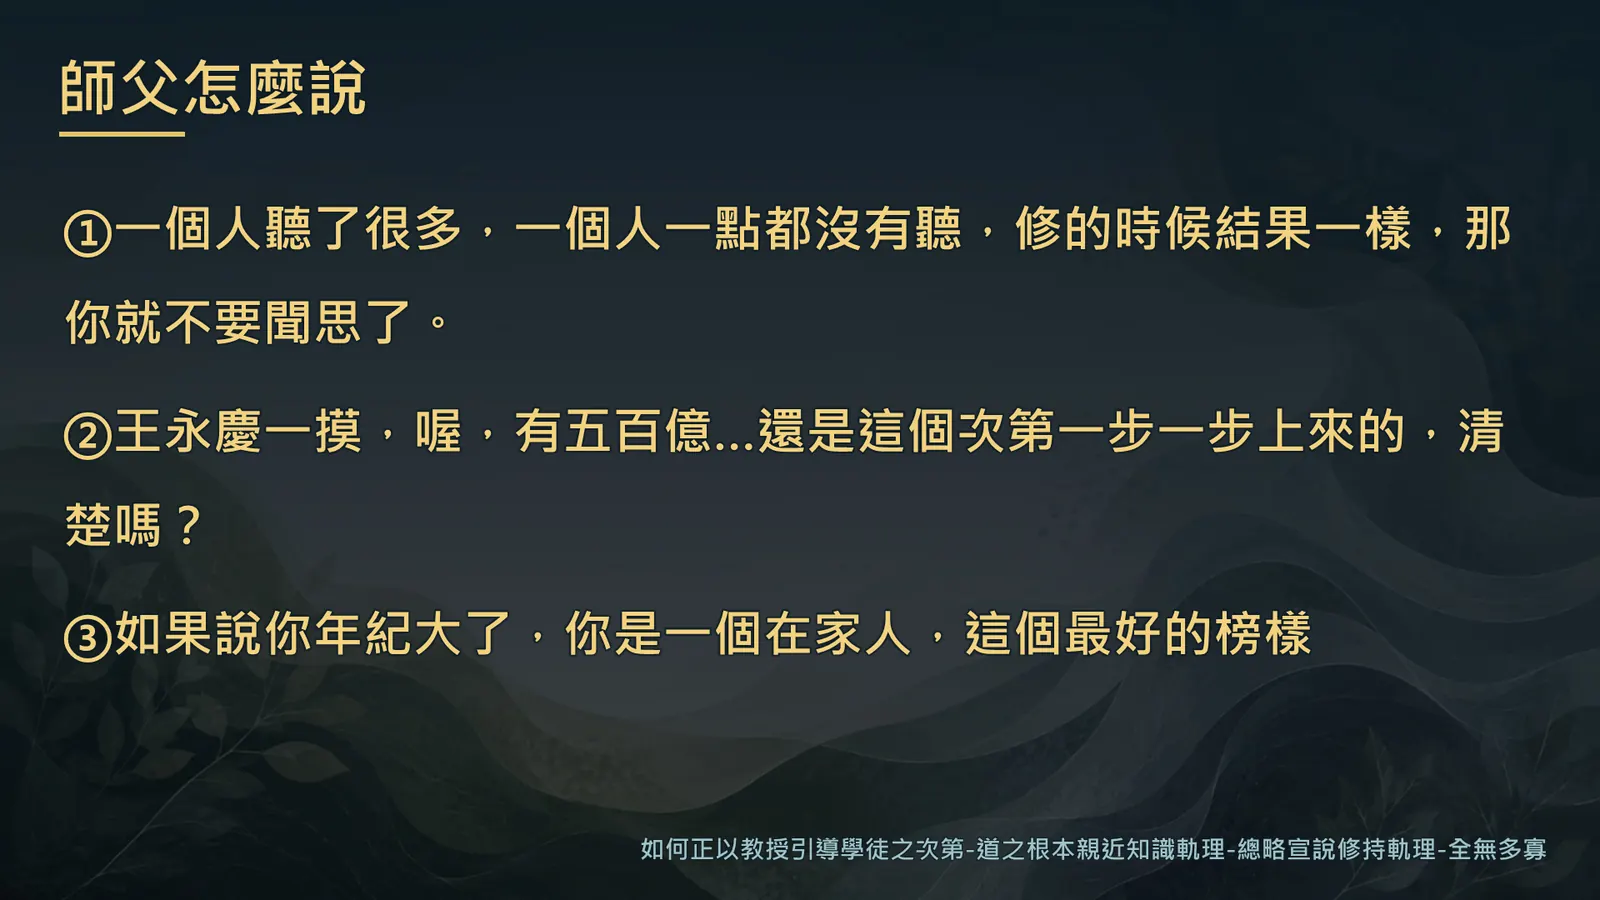 師父怎麼說
①一個人聽了很多，一個人一點都沒有聽，修的時候結果一樣，那
你就不要聞思了。
②王永慶一摸，喔，有五百億...還是這個次第一步一步上來的，清
楚嗎？
③如果說你年紀大了，你是一個在家人，這個最好的榜樣
如何正以教授引導學徒之次第-道之根本親近知識軌理-總略宣說修持軌理-全無多寡